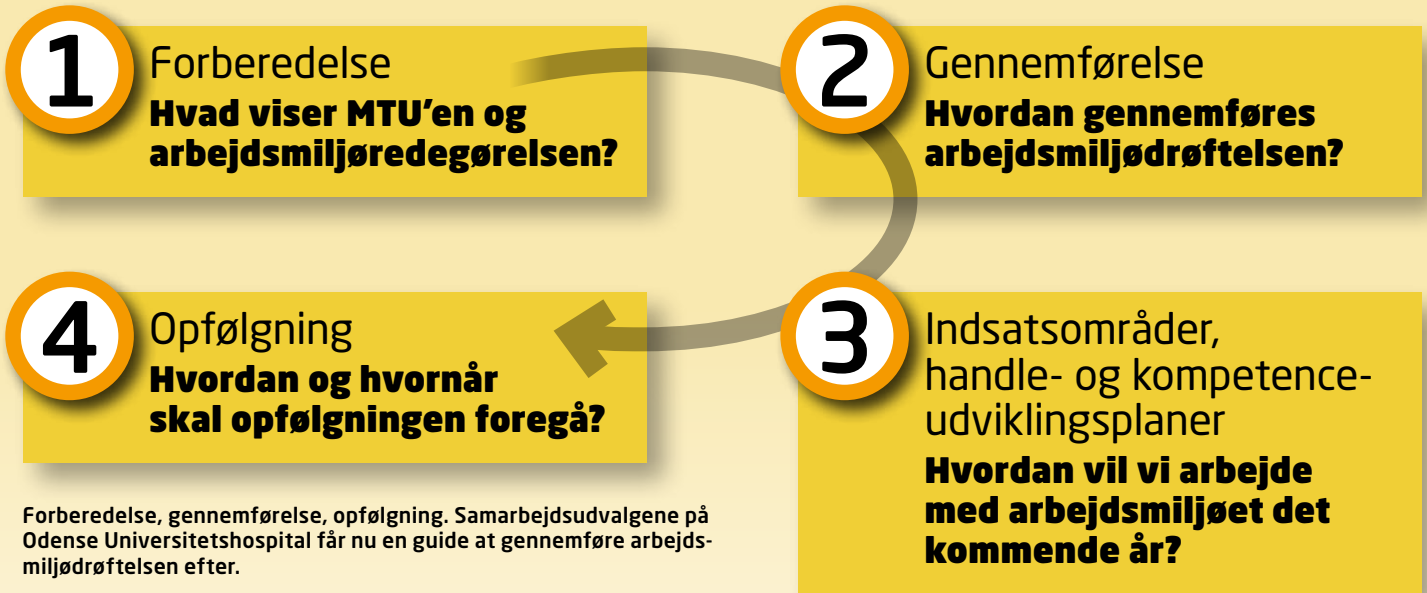 1
Forberedelse
Hvad viser MTU'en og
arbejdsmiljøredegørelsen?
2
Gennemførelse
Hvordan gennemføres
arbejdsmiljødrøftelsen?
3
Indsatsområder,
handle- og kompetence-
udviklingsplaner
Hvordan vil vi arbejde
med arbejdsmiljøet det
kommende år?
4
Opfølgning
Hvordan og hvornår
skal opfølgningen foregå?
Forberedelse, gennemførelse, opfølgning. Samarbejdsudvalgene på
Odense Universitetshospital får nu en guide at gennemføre arbejds-
miljødrøftelsen efter.